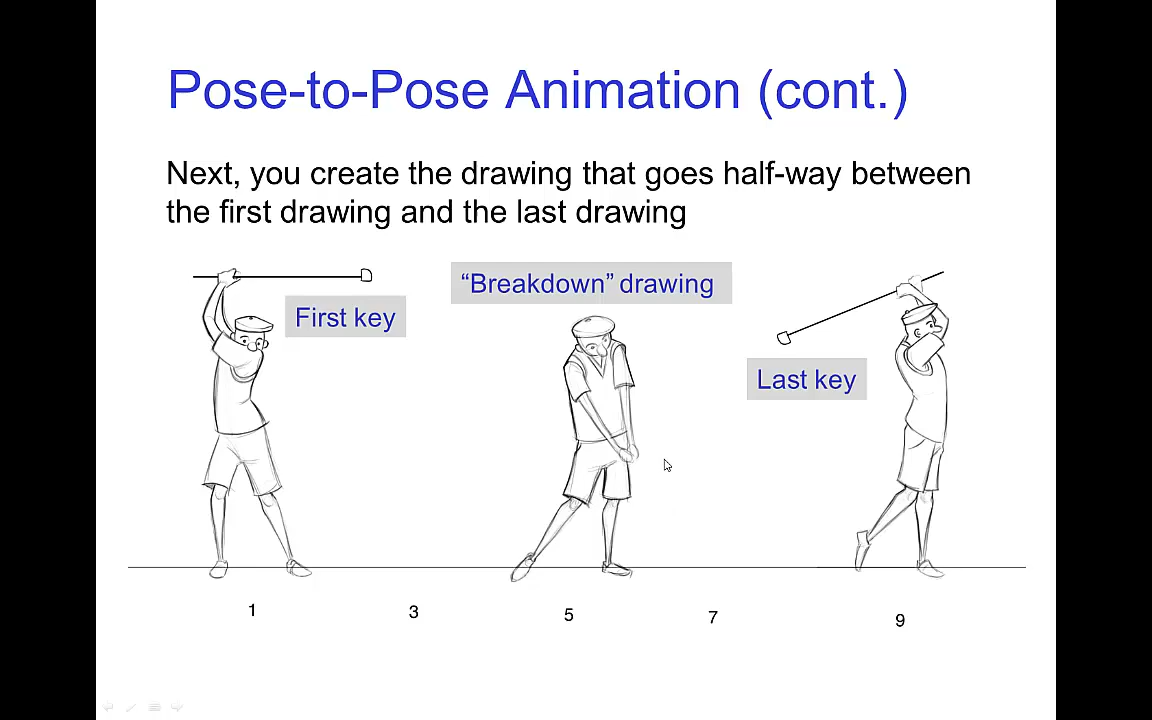 Pose-to-Pose Animation (cont.)
Next, you create the drawing that goes half-way between
the first drawing and the last drawing
“Breakdown” drawing
First key
Last key
1 3 5 7 9